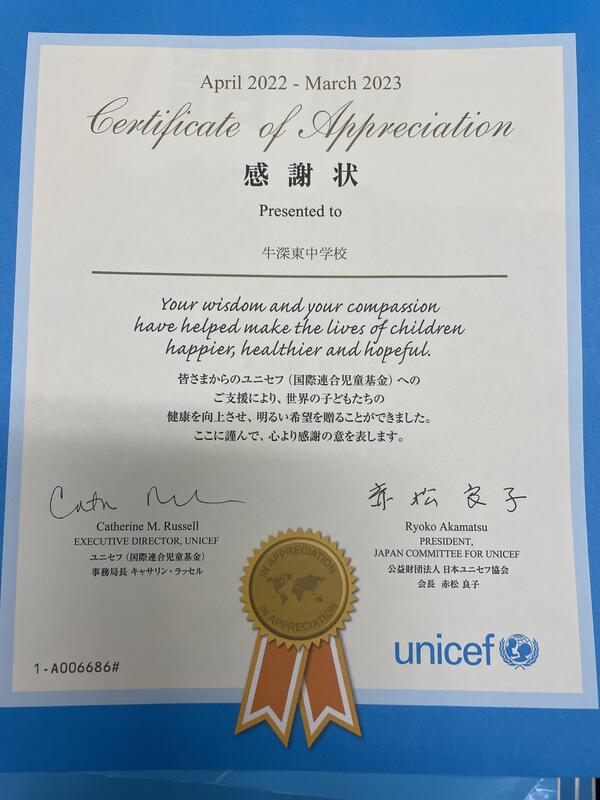 April 2022 - March 2023
Certificate of Appreciation
感謝状
Presented to
牛深東中学校
Your wisdom and your compassion
have helped make the lives of children
happier, healthier and hopeful.
皆さまからのユニセフ（国際連合児童基金）への
ご支援により、世界の子どもたちの
健康を向上させ、明るい希望を贈ることができました。
ここに謹んで、心より感謝の意を表します。
Catherine M. Russell
EXECUTIVE DIRECTOR, UNICEF
ユニセフ（国際連合児童基金）
事務局長 キャサリン・ラッセル
赤松良子
Ryoko Akamatsu
PRESIDENT,
JAPAN COMMITTEE FOR UNICEF
公益財団法人 日本ユニセフ協会
会長 赤松 良子
IN APPRECIATION
IN APPRECIATION
unicef
1-A006686#